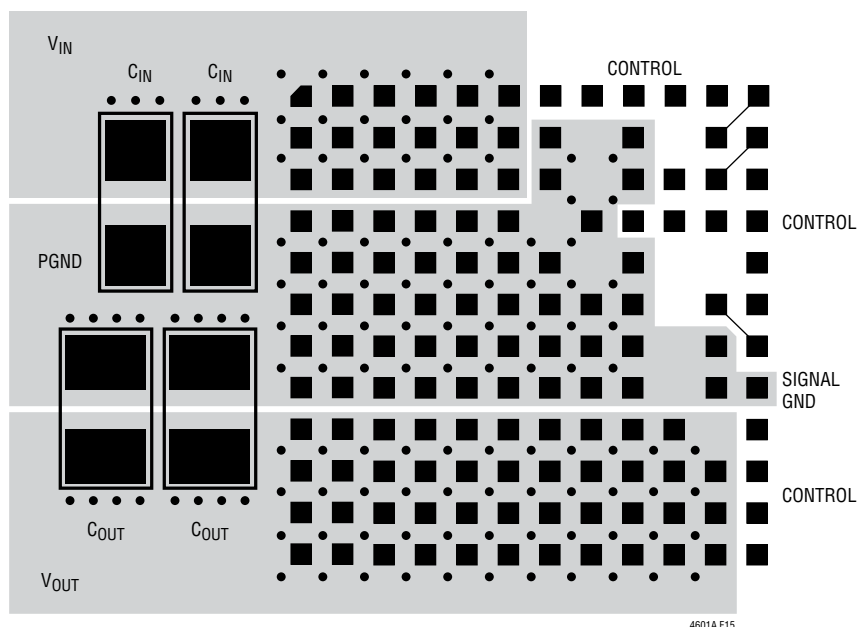 VIN
CIN CIN
CONTROL
CONTROL
PGND
SIGNAL
GND
CONTROL
COUT COUT
VOUT
4601A F15